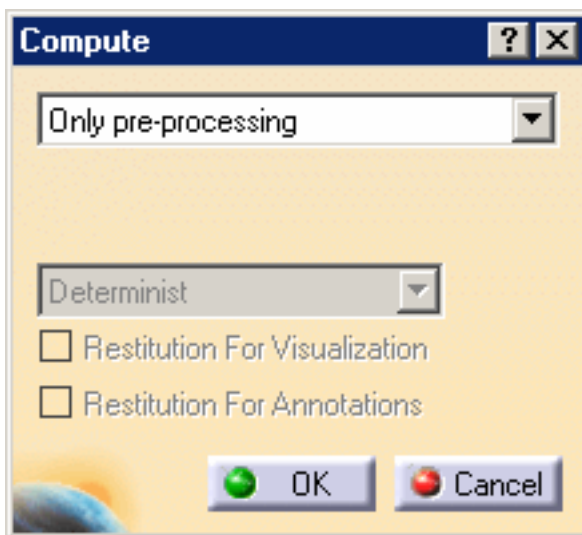 Compute
Only pre-processing
Determinist
Restitution For Visualization
Restitution For Annotations
OK Cancel